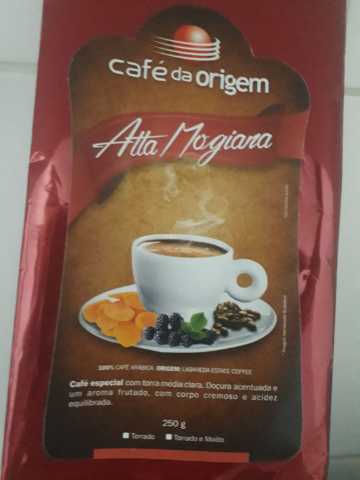 café da origem
Alta Mogiana
100% CAFÉ ARÁBICA. ORIGEM: LABAREDA ESTATE COFFEE
Café especial com torra média clara. Doçura acentuada e
um aroma frutado, com corpo cremoso e acidez
equilibrada.
250 g
Torrado Torrado e Moído